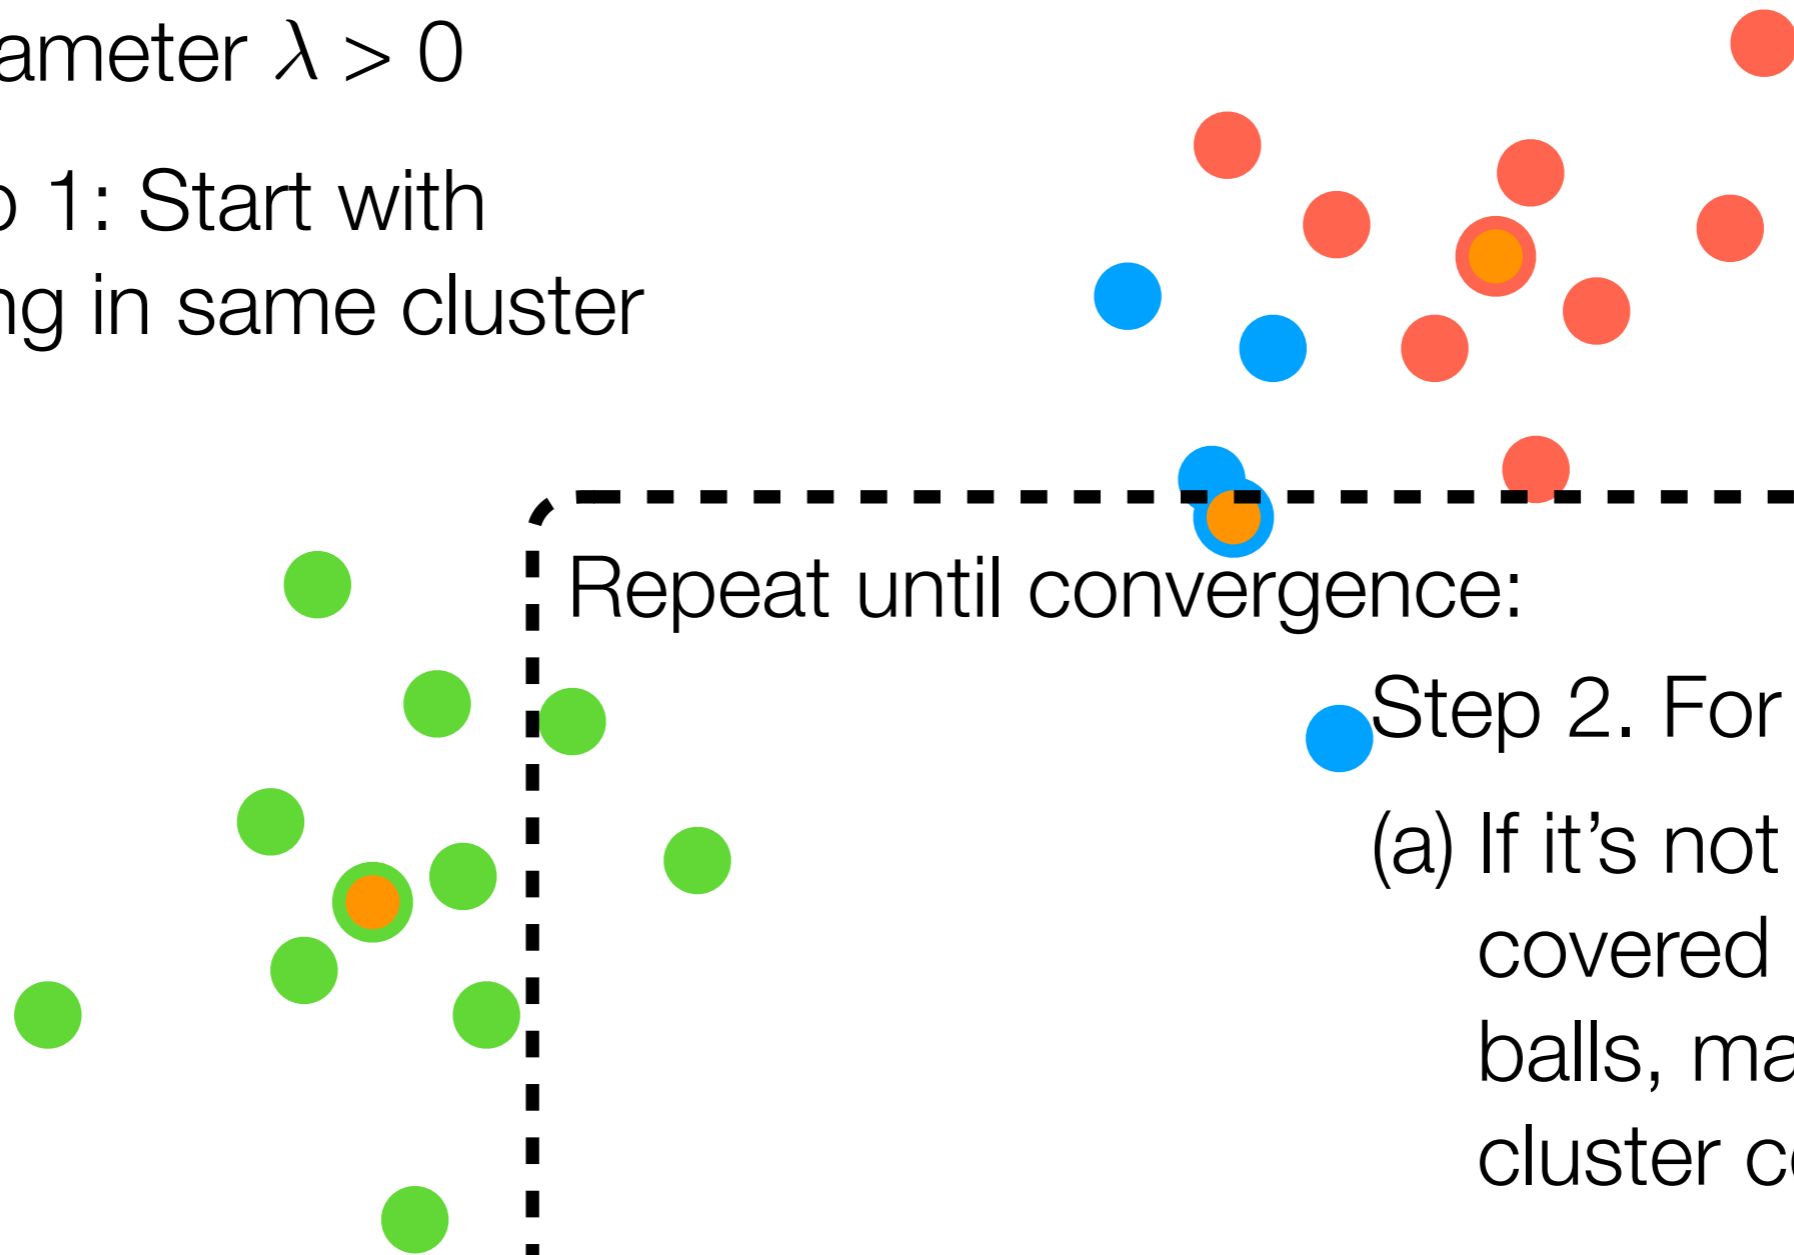 ameter λ > 0
p 1: Start with
ng in same cluster
Repeat until convergence:
Step 2. For
(a) If it's not
covered
balls, ma
cluster c